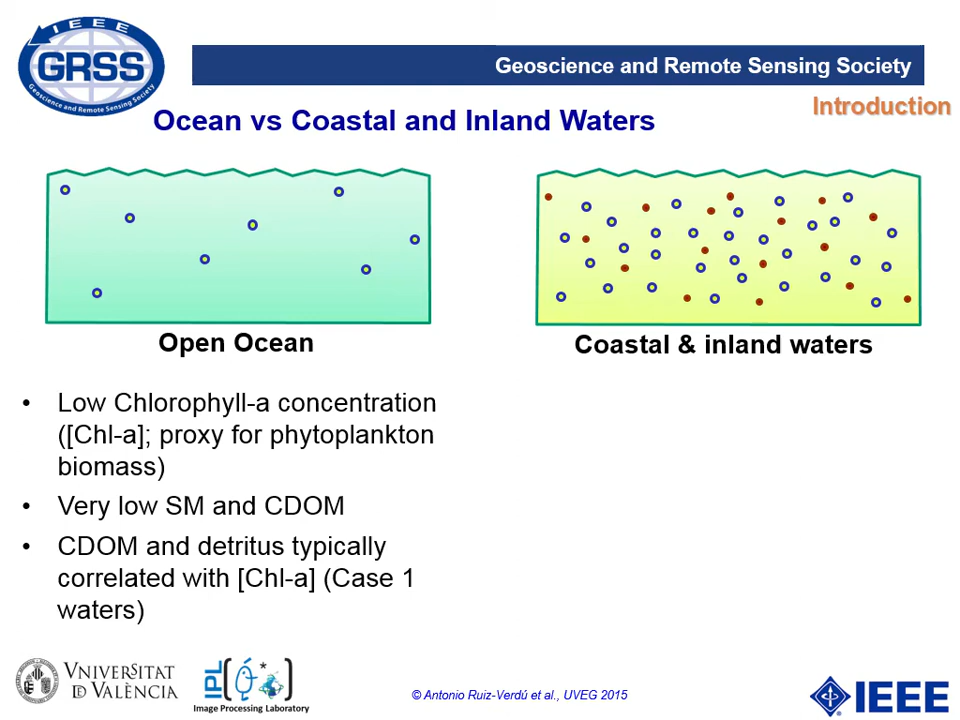 IEEE
GRSS
Geoscience and Remote Sensing Society
Geoscience and Remote Sensing Society
Introduction
Ocean vs Coastal and Inland Waters
Open Ocean
Coastal & inland waters
• Low Chlorophyll-a concentration
([Chl-a]; proxy for phytoplankton
biomass)
• Very low SM and CDOM
• CDOM and detritus typically
correlated with [Chl-a] (Case 1
waters)
VNIVERSITAT
DE VALÈNCIA
IPL
Image Processing Laboratory
© Antonio Ruiz-Verdú et al., UVEG 2015
IEEE